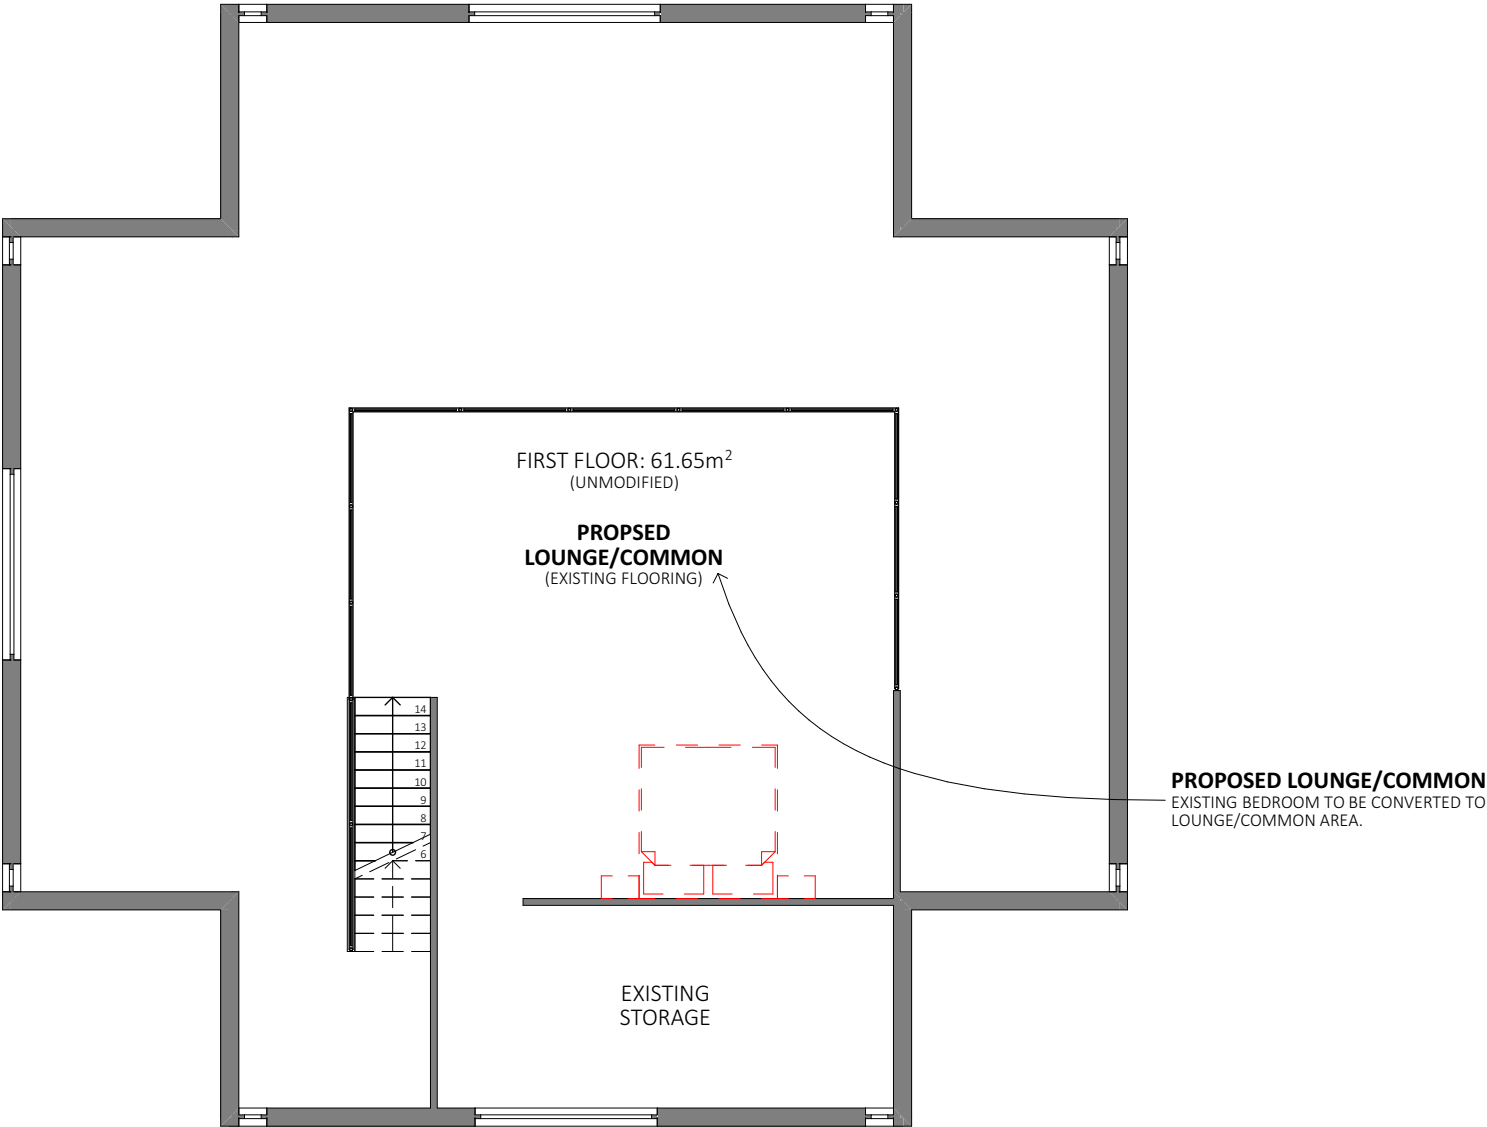 FIRST FLOOR: 61.65m²
(UNMODIFIED)
PROPSED
LOUNGE/COMMON
(EXISTING FLOORING)
14
13
12
11
10
9
8
7
6
PROPOSED LOUNGE/COMMON
EXISTING BEDROOM TO BE CONVERTED TO
LOUNGE/COMMON AREA.
EXISTING
STORAGE